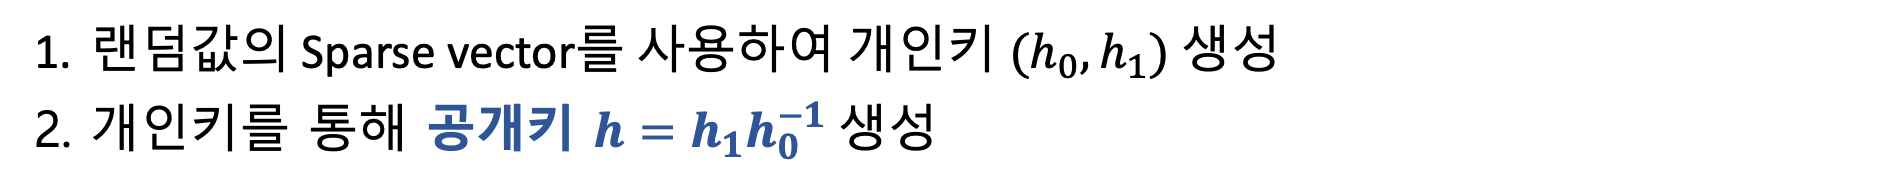 1. 랜덤값의 Sparse vector를 사용하여 개인키 (h₀, h₁) 생성
2. 개인키를 통해 공개키 h = h₁h₀⁻¹ 생성